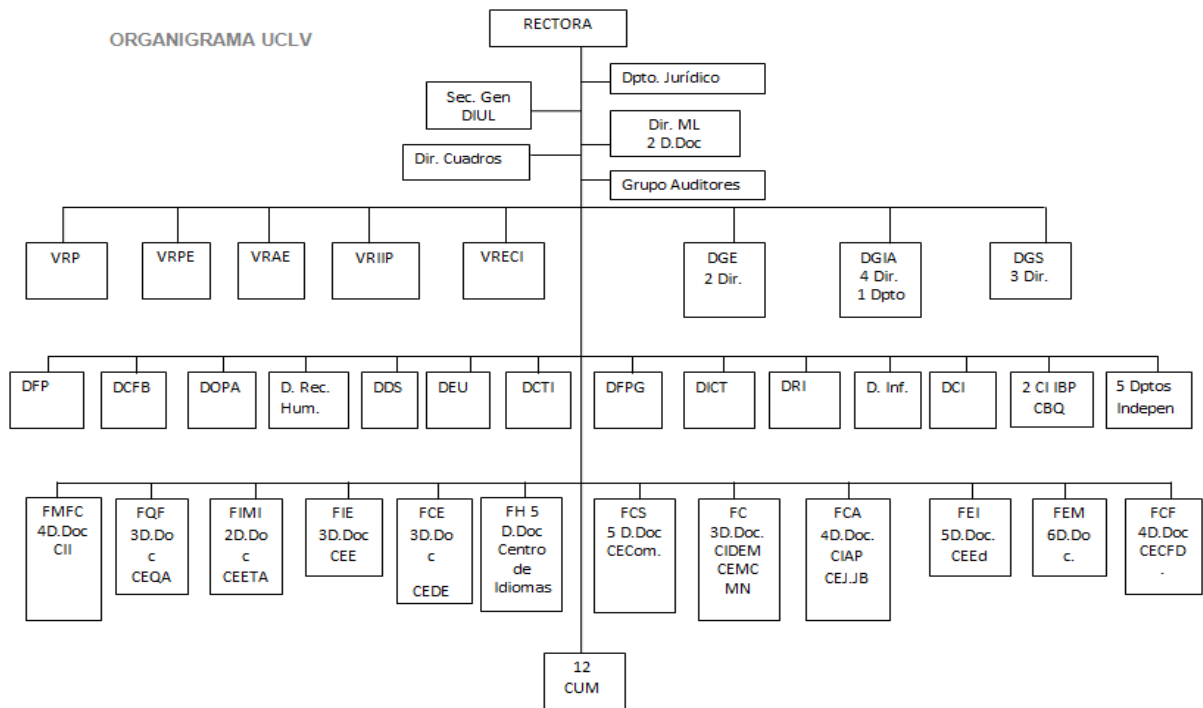 RECTORA
ORGANIGRAMA UCLV
Dpto. Jurídico
Sec. Gen
DIUL
Dir. ML
2 D.Doc
Dir. Cuadros
Grupo Auditores
VRP
VRPE
VRAE
VRIIP
VRECI
DGE
2 Dir.
DGIA
4 Dir.
1 Dpto
DGS
3 Dir.
DFP
DCFB
DOPA
D. Rec.
Hum.
DDS
DEU
DCTI
DFPG
DICT
DRI
D. Inf.
DCI
2 CI IBP
CBQ
5 Dptos
Indepen
FMFC
4D.Doc
CII
FQF
3D.Do
c
CEQA
FIMI
2D.Do
c
CEETA
FIE
3D.Doc
CEE
FCE
3D.Do
c
CEDE
FH 5
D.Doc
Centro
de
Idiomas
FCS
5 D.Doc
CECom.
FC
3D.Doc.
CIDEM
CEMC
MN
FCA
4D.Doc.
CIAP
CEJ.JB
FEI
5D.Doc.
CEEd
FEM
6D.Do
c.
FCF
4D.Doc
CECFD
.
12
CUM